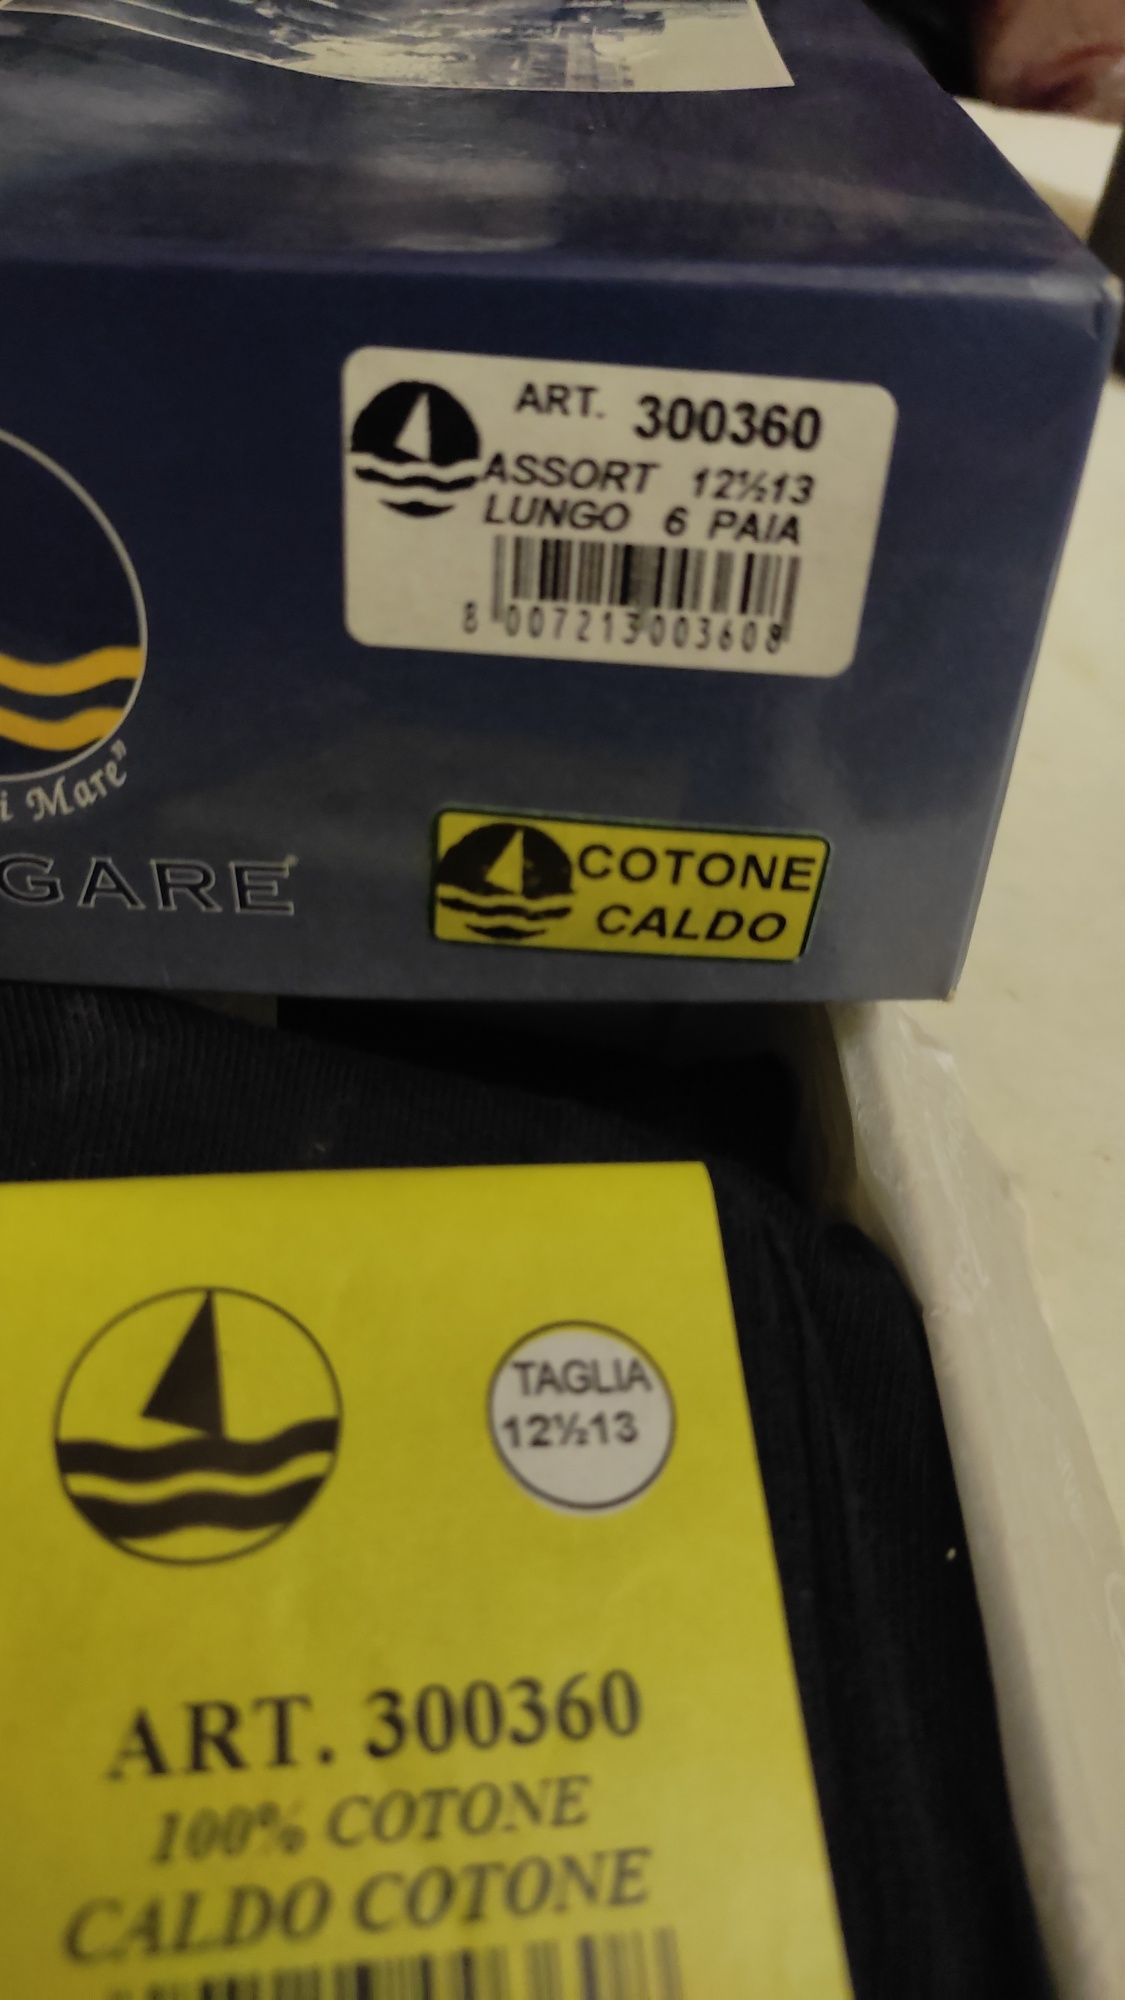 ART. 300360
ASSORT 12½13
LUNGO 6 PAIA
8 007213 003608
i Mare"
GARE
COTONE
CALDO
TAGLIA
12½13
ART. 300360
100% COTONE
CALDO COTONE